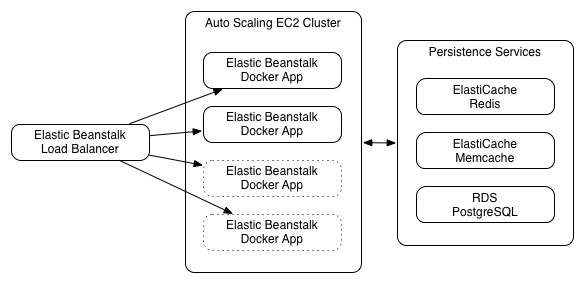 Auto Scaling EC2 Cluster
Elastic Beanstalk
Docker App
Elastic Beanstalk
Docker App
Elastic Beanstalk
Docker App
Elastic Beanstalk
Docker App
Elastic Beanstalk
Load Balancer
Persistence Services
ElastiCache
Redis
ElastiCache
Memcache
RDS
PostgreSQL